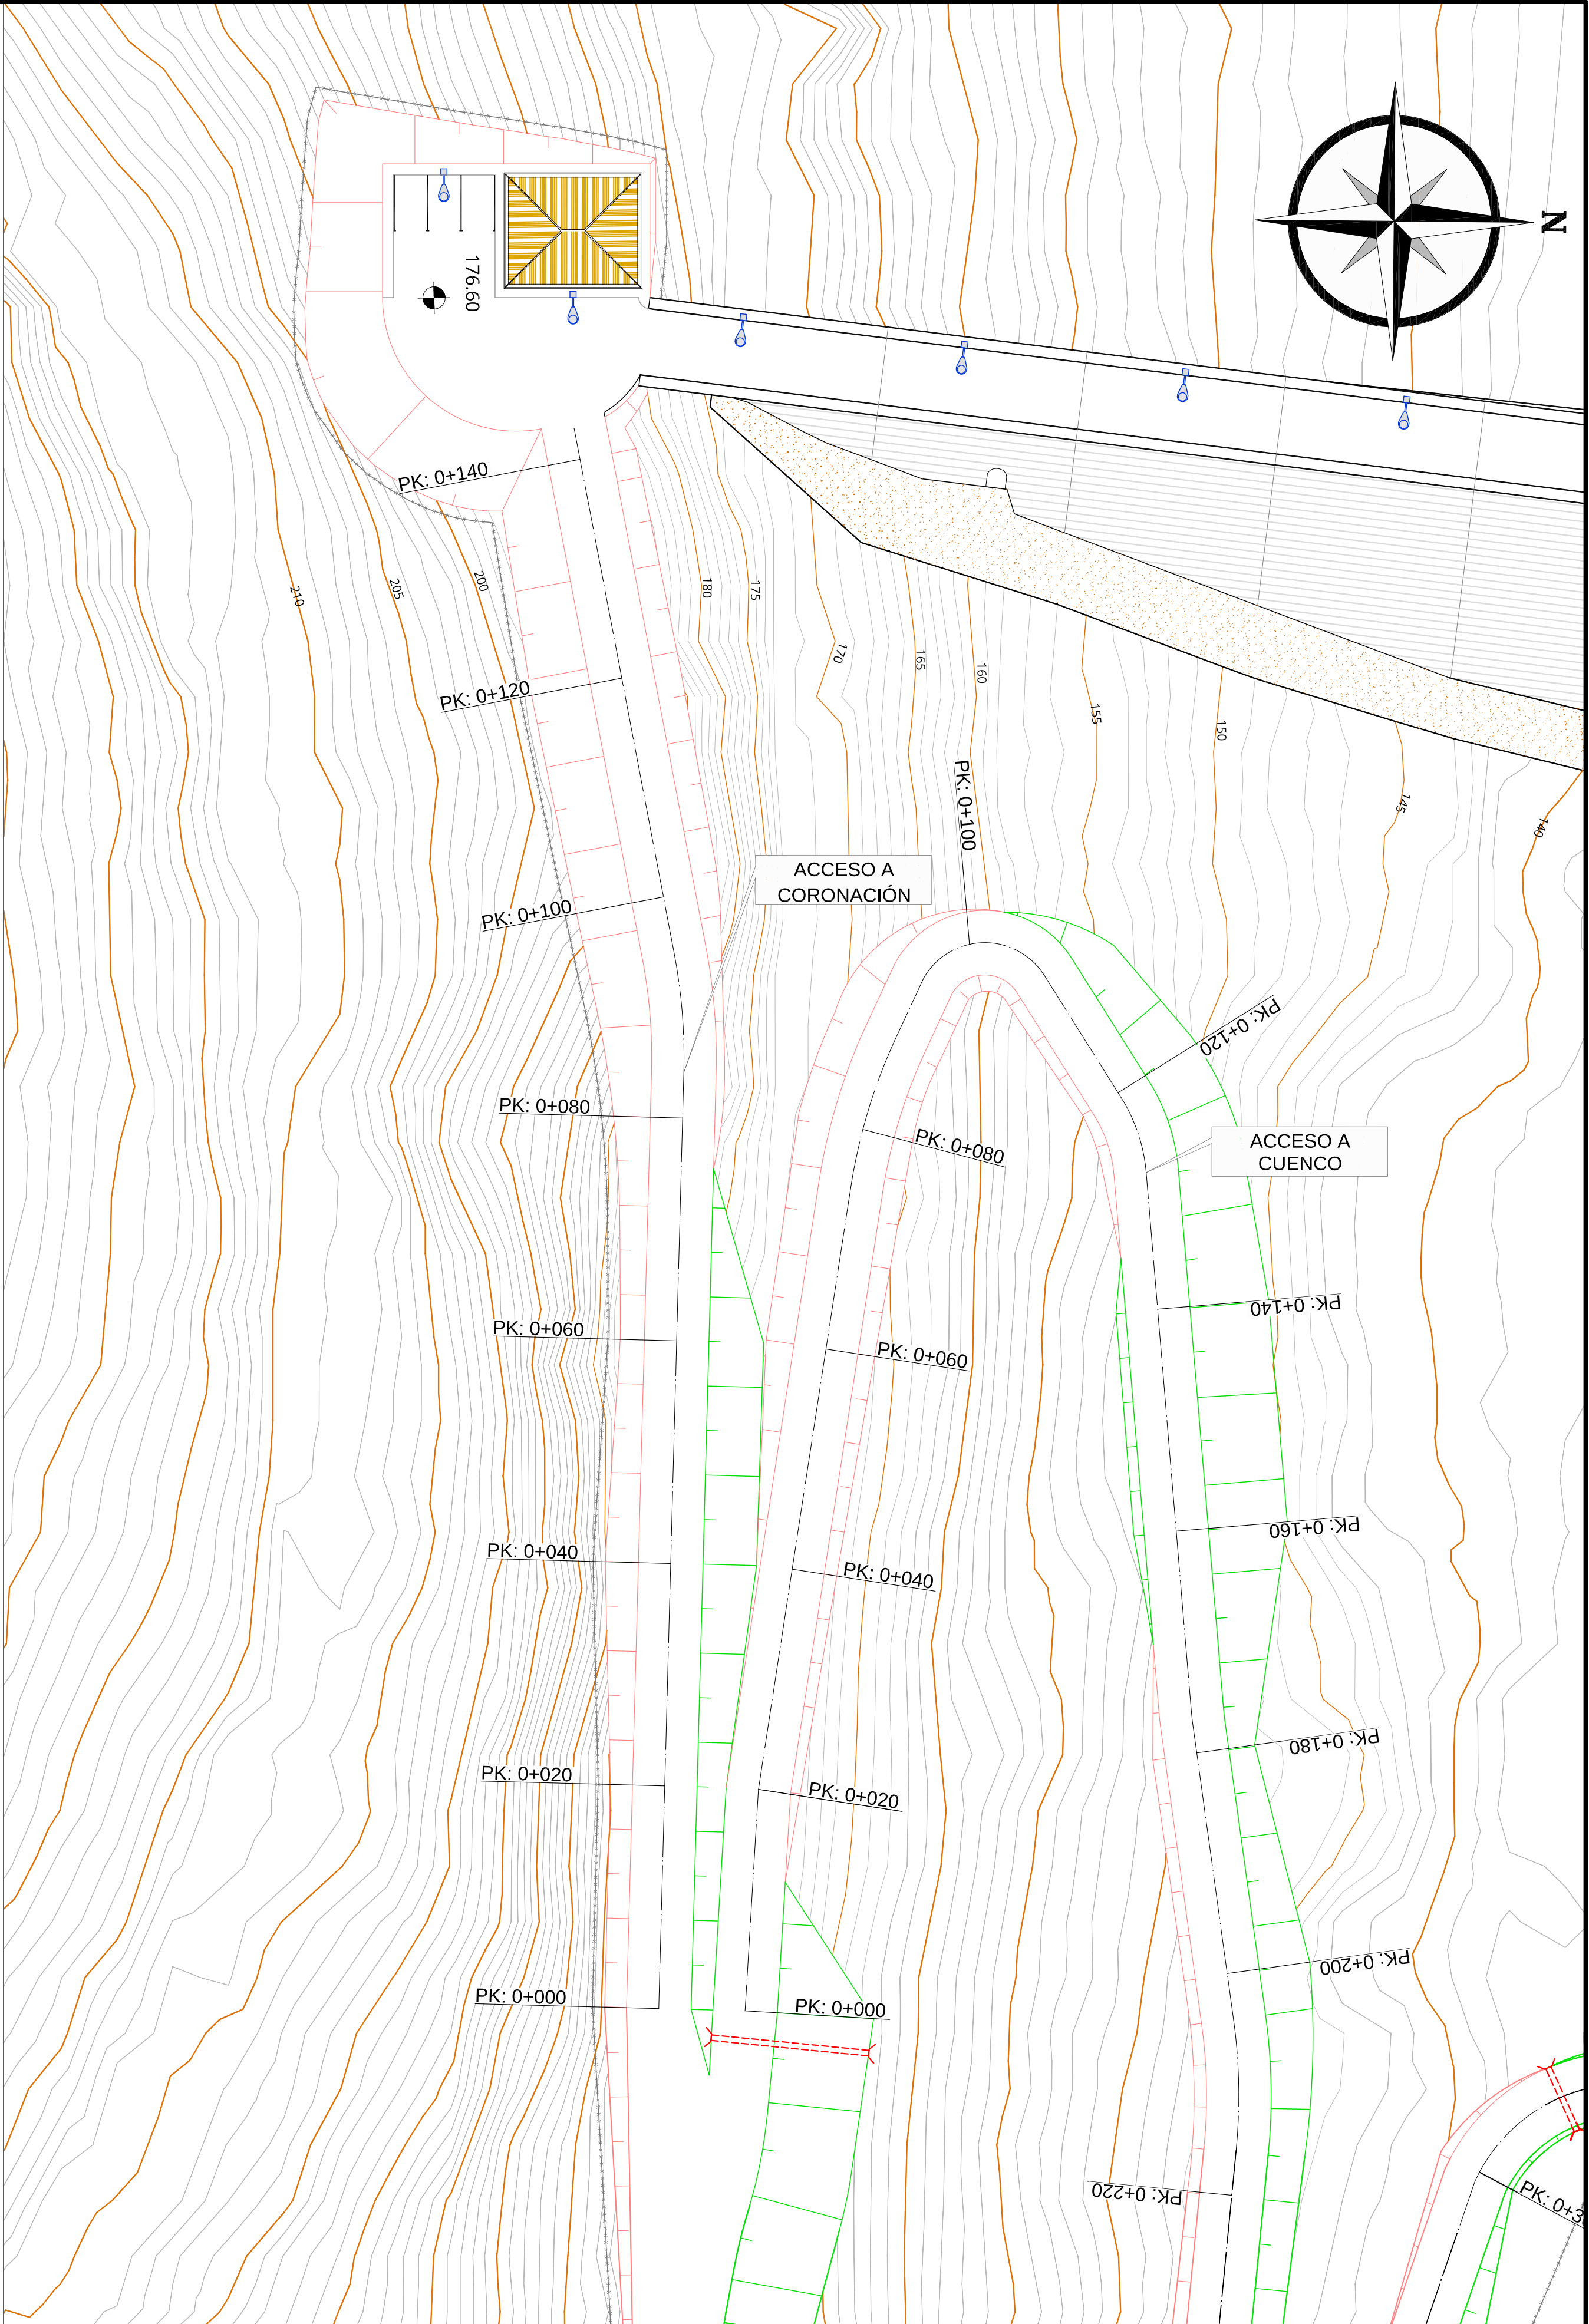 N
176.60
PK: 0+140
210
205
200
180
175
170
165
160
155
150
145
140
PK: 0+120
PK: 0+100
ACCESO A
CORONACIÓN
PK: 0+100
PK: 0+120
PK: 0+080
PK: 0+080
ACCESO A
CUENCO
PK: 0+140
PK: 0+060
PK: 0+060
PK: 0+160
PK: 0+040
PK: 0+040
PK: 0+180
PK: 0+020
PK: 0+020
PK: 0+200
PK: 0+000
PK: 0+000
PK: 0+220